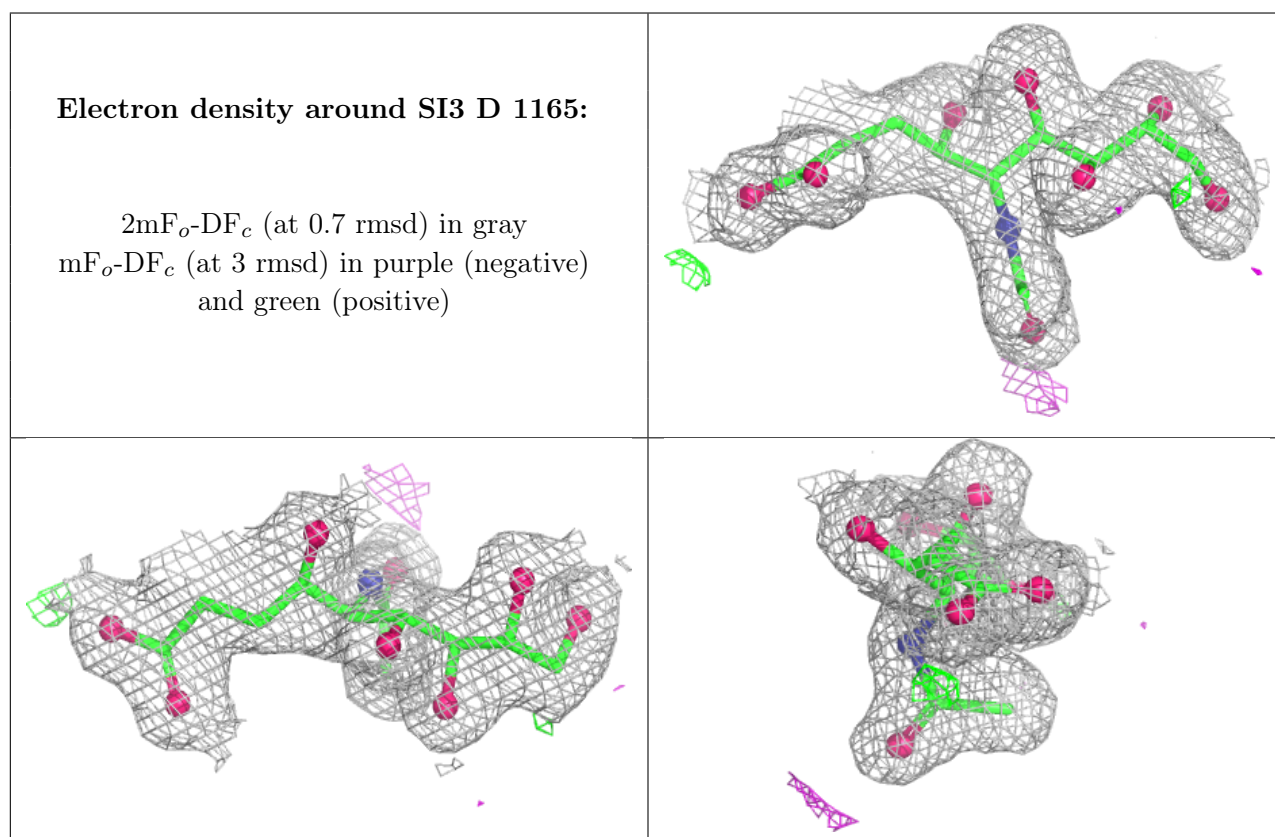 Electron density around SI3 D 1165:
2mFo-DFc (at 0.7 rmsd) in gray
mFo-DFc (at 3 rmsd) in purple (negative)
and green (positive)